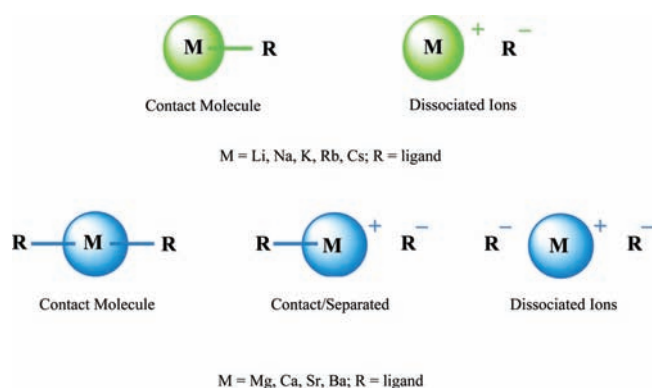 M — R M + R −
Contact Molecule Dissociated Ions
M = Li, Na, K, Rb, Cs; R = ligand
R — M — R R — M + R − R − M + R −
Contact Molecule Contact/Separated Dissociated Ions
M = Mg, Ca, Sr, Ba; R = ligand